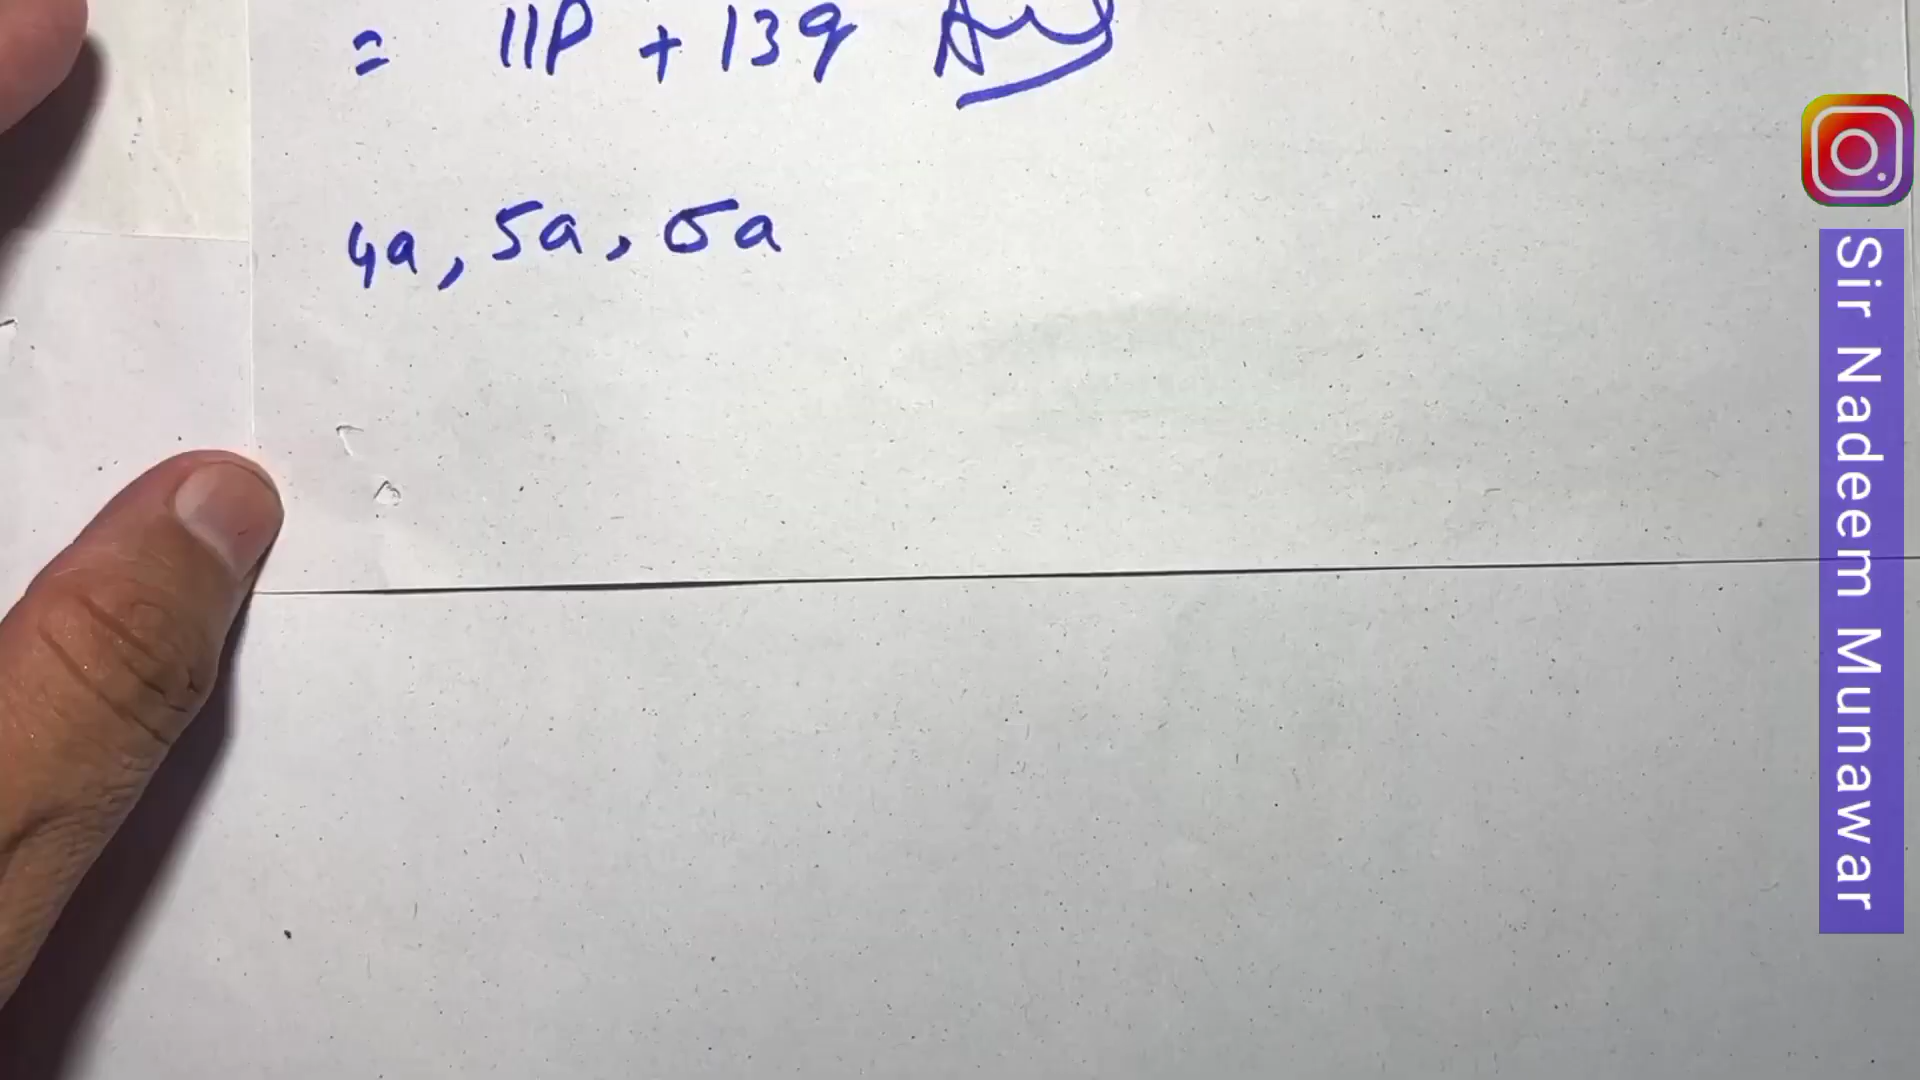 = 11P + 13q Ans
4a, 5a, 5a
Sir Nadeem Munawar